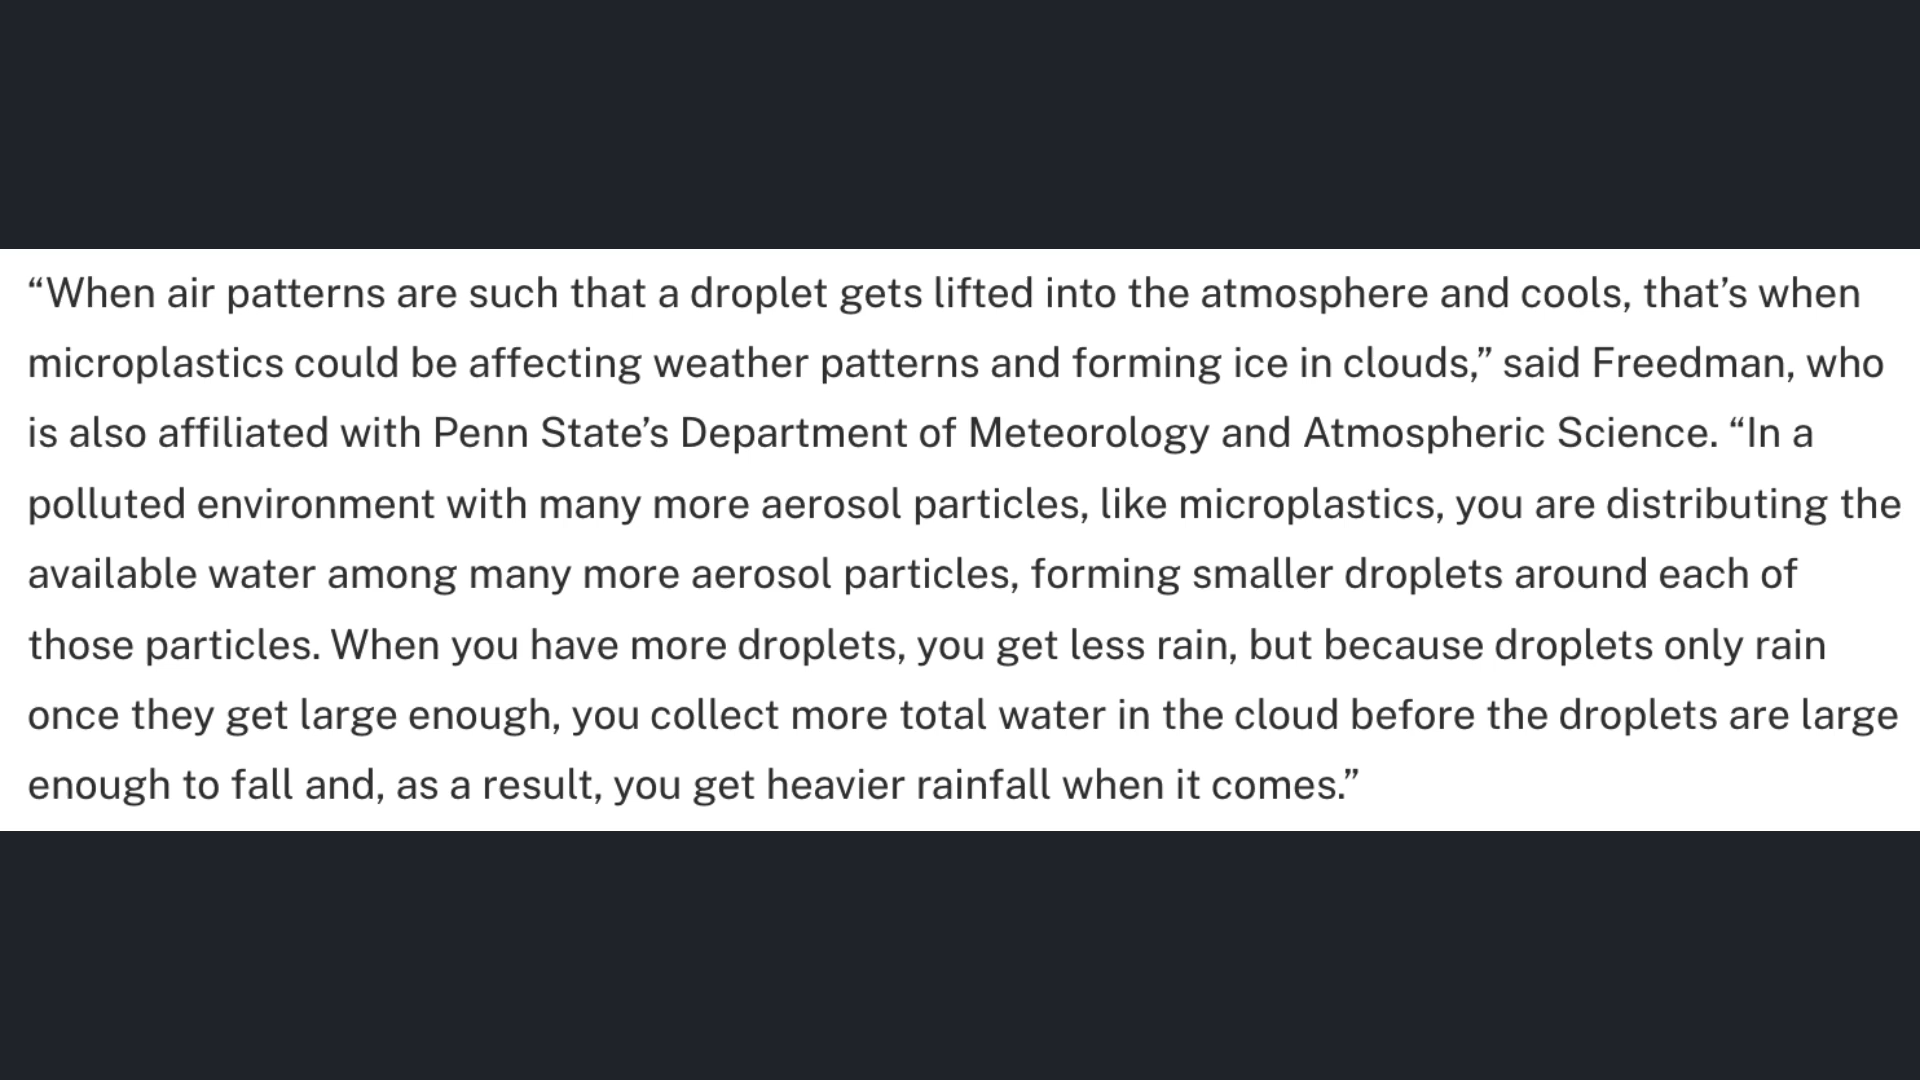 “When air patterns are such that a droplet gets lifted into the atmosphere and cools, that’s when
microplastics could be affecting weather patterns and forming ice in clouds,” said Freedman, who
is also affiliated with Penn State’s Department of Meteorology and Atmospheric Science. “In a
polluted environment with many more aerosol particles, like microplastics, you are distributing the
available water among many more aerosol particles, forming smaller droplets around each of
those particles. When you have more droplets, you get less rain, but because droplets only rain
once they get large enough, you collect more total water in the cloud before the droplets are large
enough to fall and, as a result, you get heavier rainfall when it comes.”